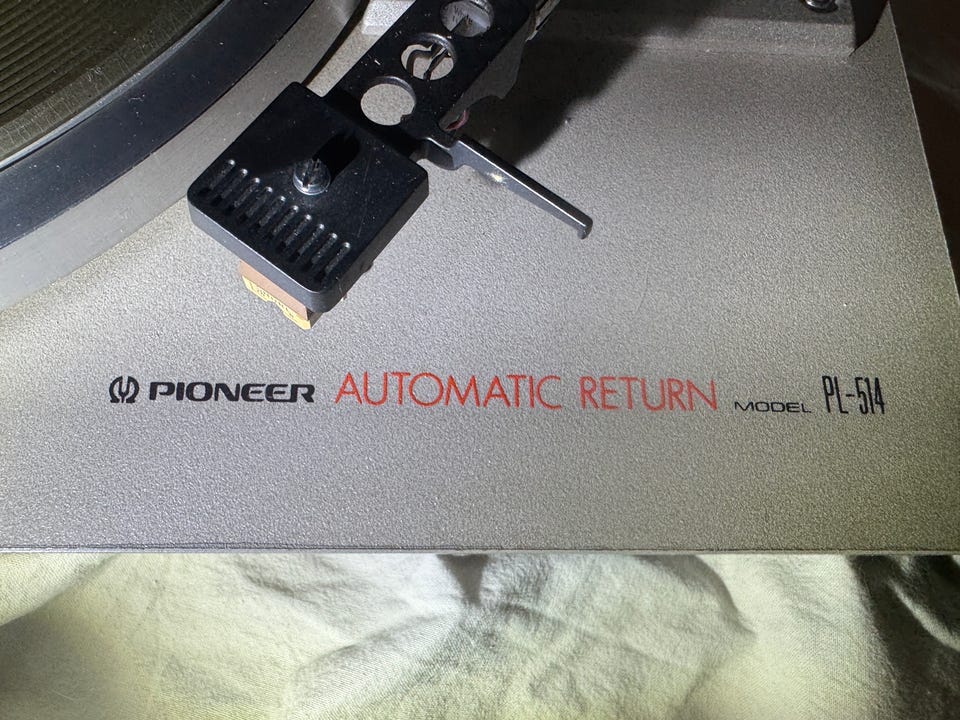 PIONEER AUTOMATIC RETURN MODEL PL-514